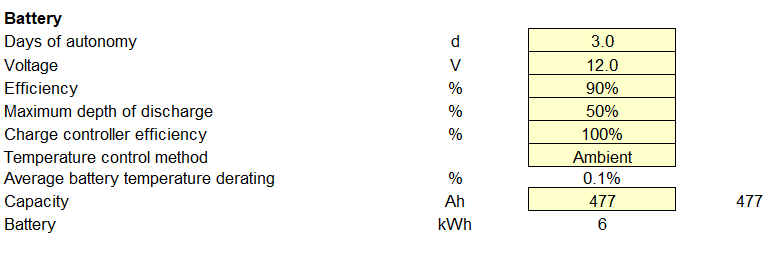 Battery
Days of autonomy d 3.0
Voltage V 12.0
Efficiency % 90%
Maximum depth of discharge % 50%
Charge controller efficiency % 100%
Temperature control method Ambient
Average battery temperature derating % 0.1%
Capacity Ah 477 477
Battery kWh 6